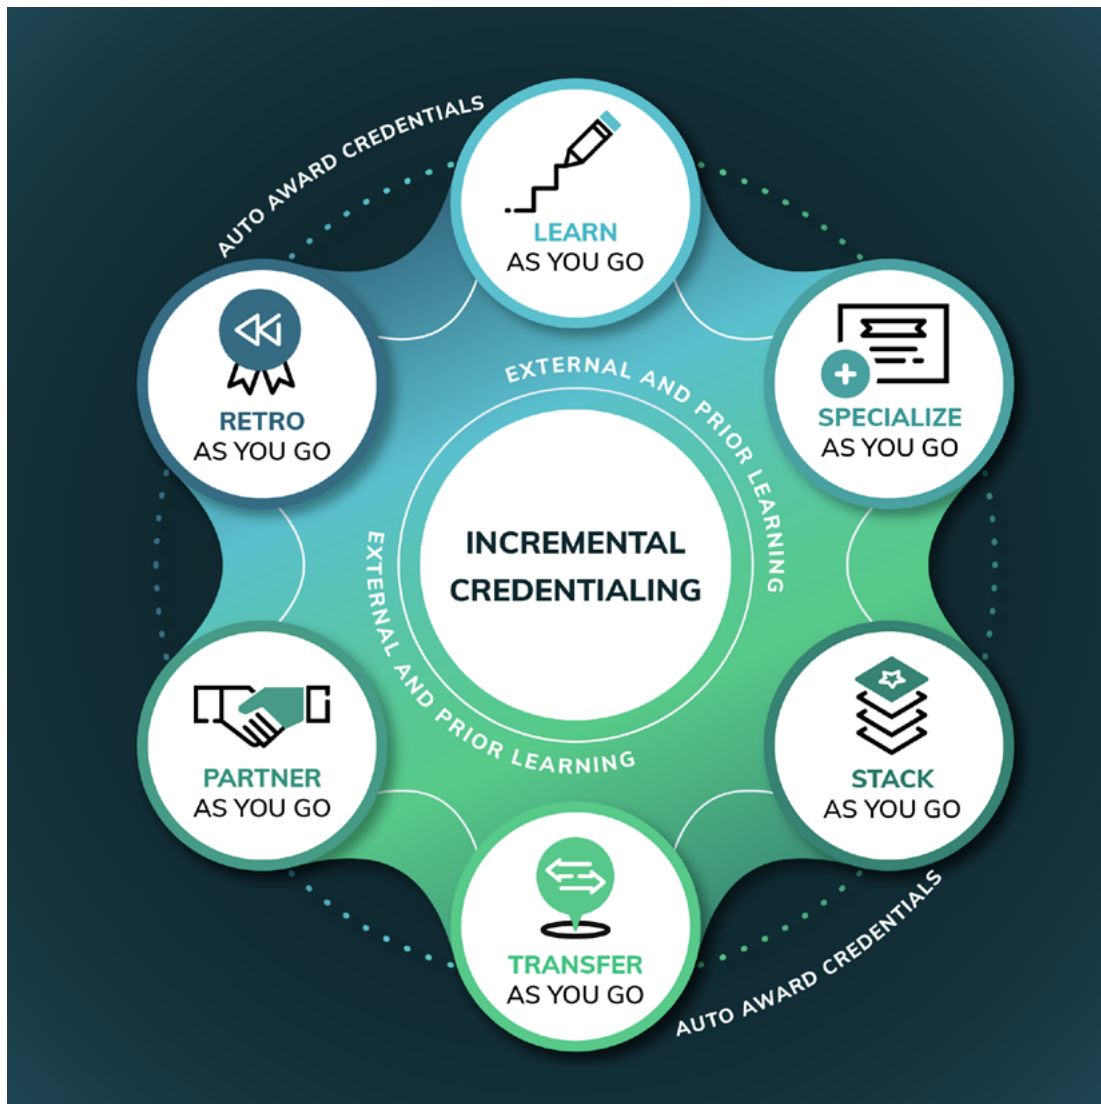 AUTO AWARD CREDENTIALS
LEARN
AS YOU GO
RETRO
AS YOU GO
SPECIALIZE
AS YOU GO
EXTERNAL AND PRIOR LEARNING
INCREMENTAL
CREDENTIALING
EXTERNAL AND PRIOR LEARNING
PARTNER
AS YOU GO
STACK
AS YOU GO
TRANSFER
AS YOU GO
AUTO AWARD CREDENTIALS